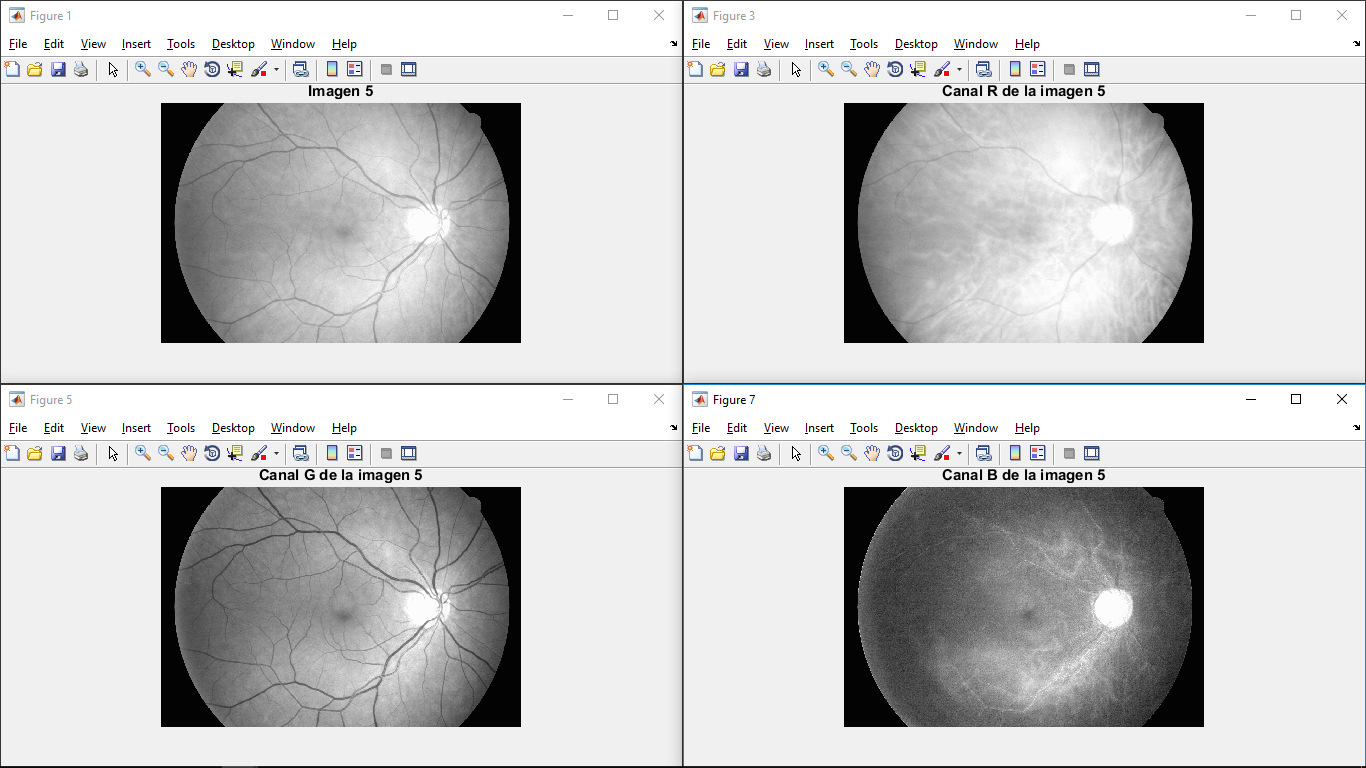 Figure 1
File Edit View Insert Tools Desktop Window Help
Imagen 5
Figure 3
File Edit View Insert Tools Desktop Window Help
Canal R de la imagen 5
Figure 5
File Edit View Insert Tools Desktop Window Help
Canal G de la imagen 5
Figure 7
File Edit View Insert Tools Desktop Window Help
Canal B de la imagen 5